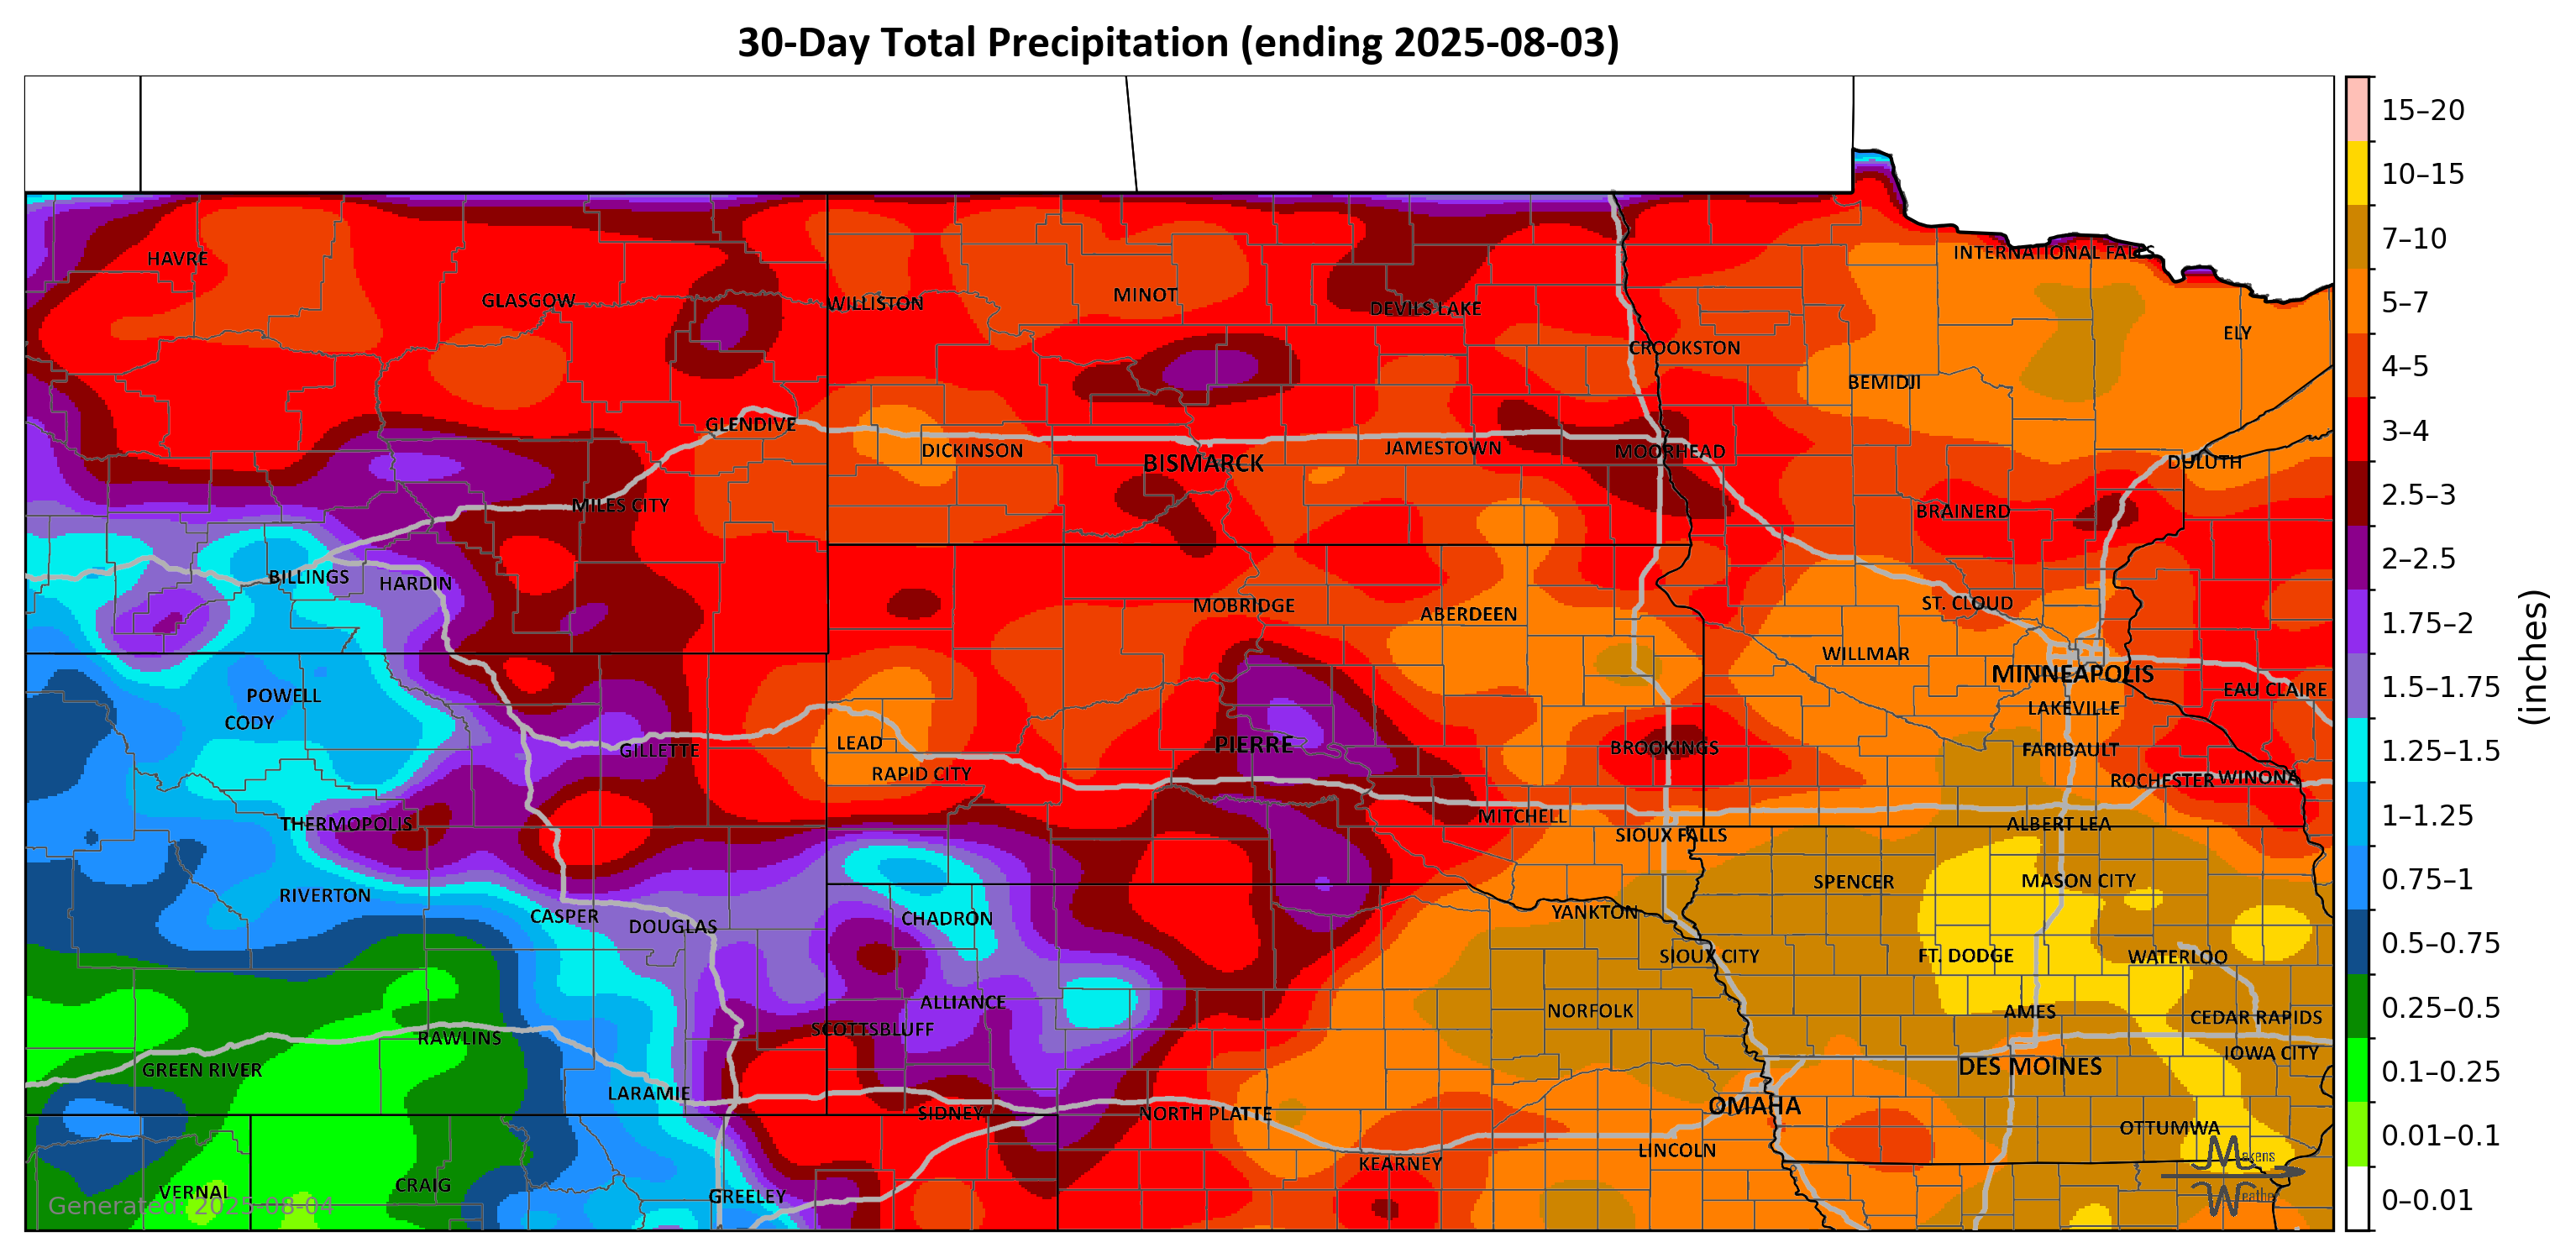 30-Day Total Precipitation (ending 2025-08-03)
15–20
10–15
7–10
5–7
4–5
3–4
2.5–3
2–2.5
1.75–2
1.5–1.75
1.25–1.5
1–1.25
0.75–1
0.5–0.75
0.25–0.5
0.1–0.25
0.01–0.1
0–0.01
(inches)
INTERNATIONAL FALLS
HAVRE
GLASGOW
WILLISTON
MINOT
DEVILS LAKE
ELY
CROOKSTON
BEMIDJI
GLENDIVE
DICKINSON
BISMARCK
JAMESTOWN
MOORHEAD
DULUTH
MILES CITY
BRAINERD
BILLINGS
HARDIN
MOBRIDGE
ABERDEEN
ST. CLOUD
WILLMAR
MINNEAPOLIS
POWELL
CODY
EAU CLAIRE
LAKEVILLE
GILLETTE
LEAD
PIERRE
BROOKINGS
FARIBAULT
RAPID CITY
ROCHESTER
WINONA
THERMOPOLIS
MITCHELL
SIOUX FALLS
ALBERT LEA
RIVERTON
SPENCER
MASON CITY
CASPER
DOUGLAS
CHADRON
YANKTON
SIOUX CITY
FT. DODGE
WATERLOO
ALLIANCE
NORFOLK
AMES
CEDAR RAPIDS
SCOTTSBLUFF
RAWLINS
GREEN RIVER
DES MOINES
IOWA CITY
LARAMIE
SIDNEY
NORTH PLATTE
OMAHA
OTTUMWA
KEARNEY
LINCOLN
VERNAL
CRAIG
GREELEY
Generated: 2025-08-04
Makens
Weather